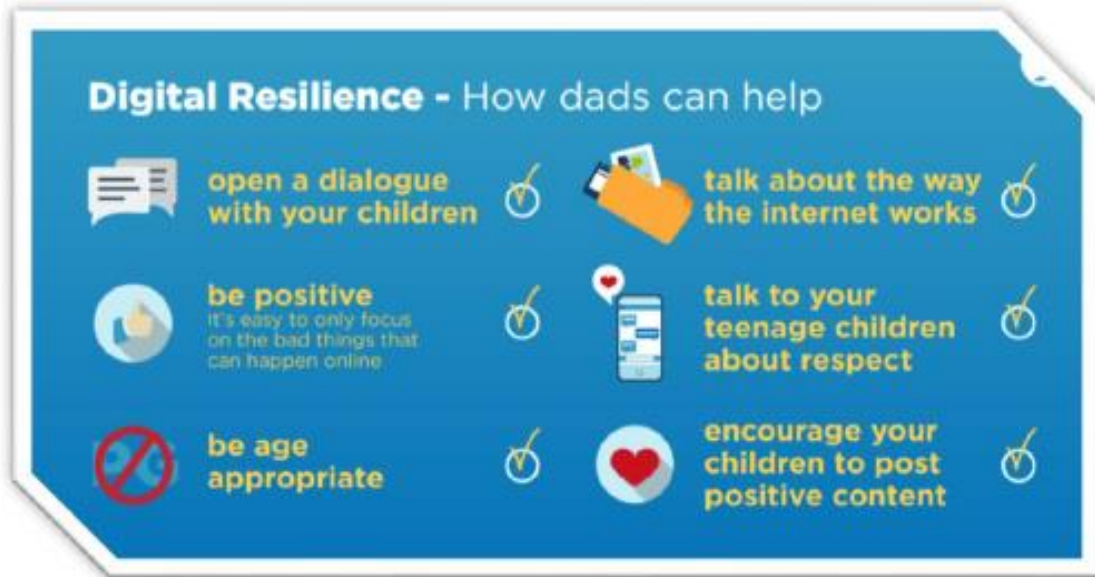 Digital Resilience - How dads can help
open a dialogue
with your children
be positive
it's easy to only focus
on the bad things that
can happen online
be age
appropriate
talk about the way
the internet works
talk to your
teenage children
about respect
encourage your
children to post
positive content